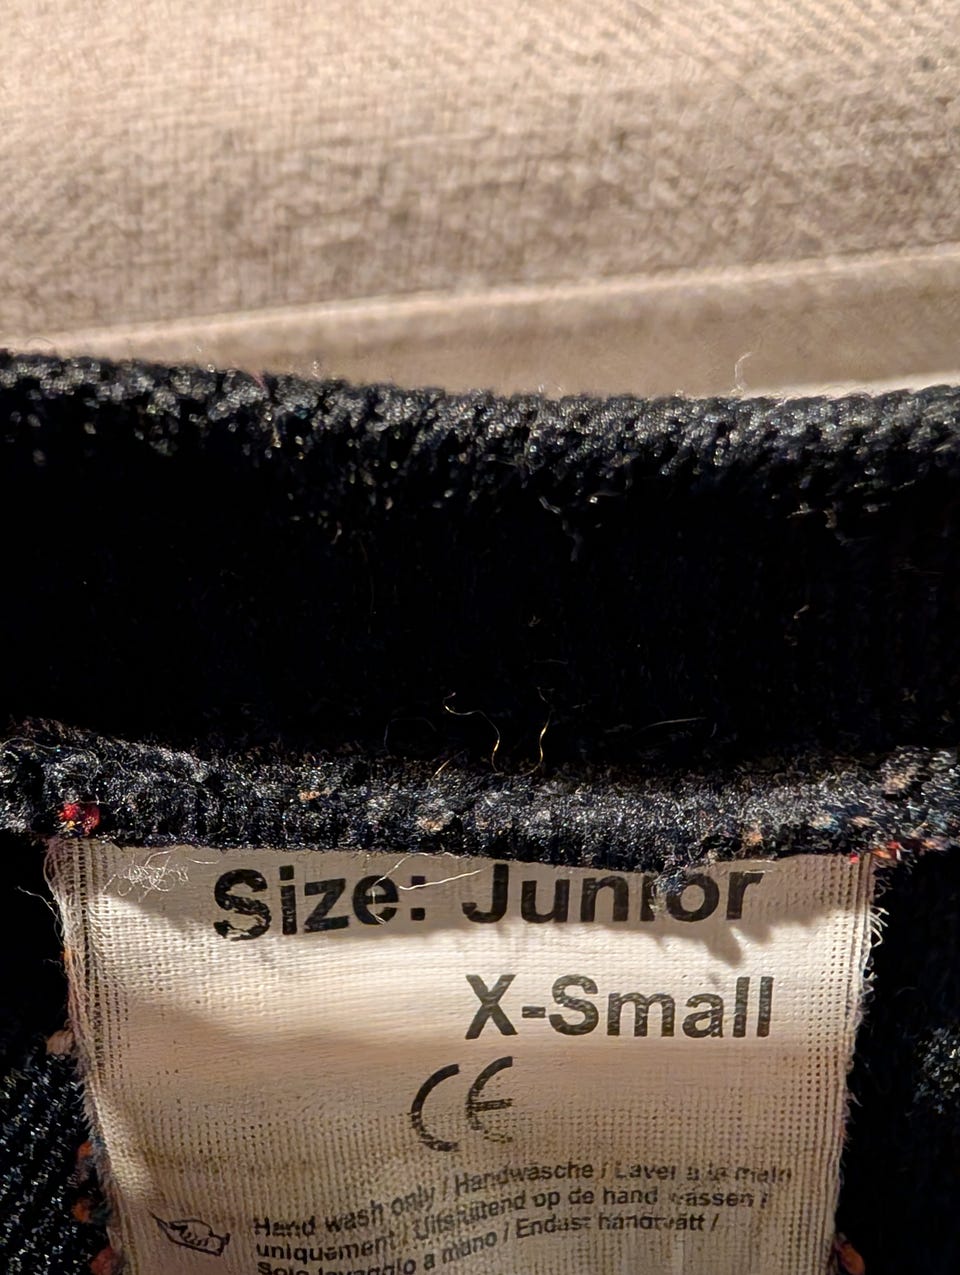 Size: Junior
X-Small
CE
Hand wash only / Handwäsche / Laver à la main
uniquement / Uitsluitend op de hand wassen /
Solo lavaggio a mano / Endast handtvätt /